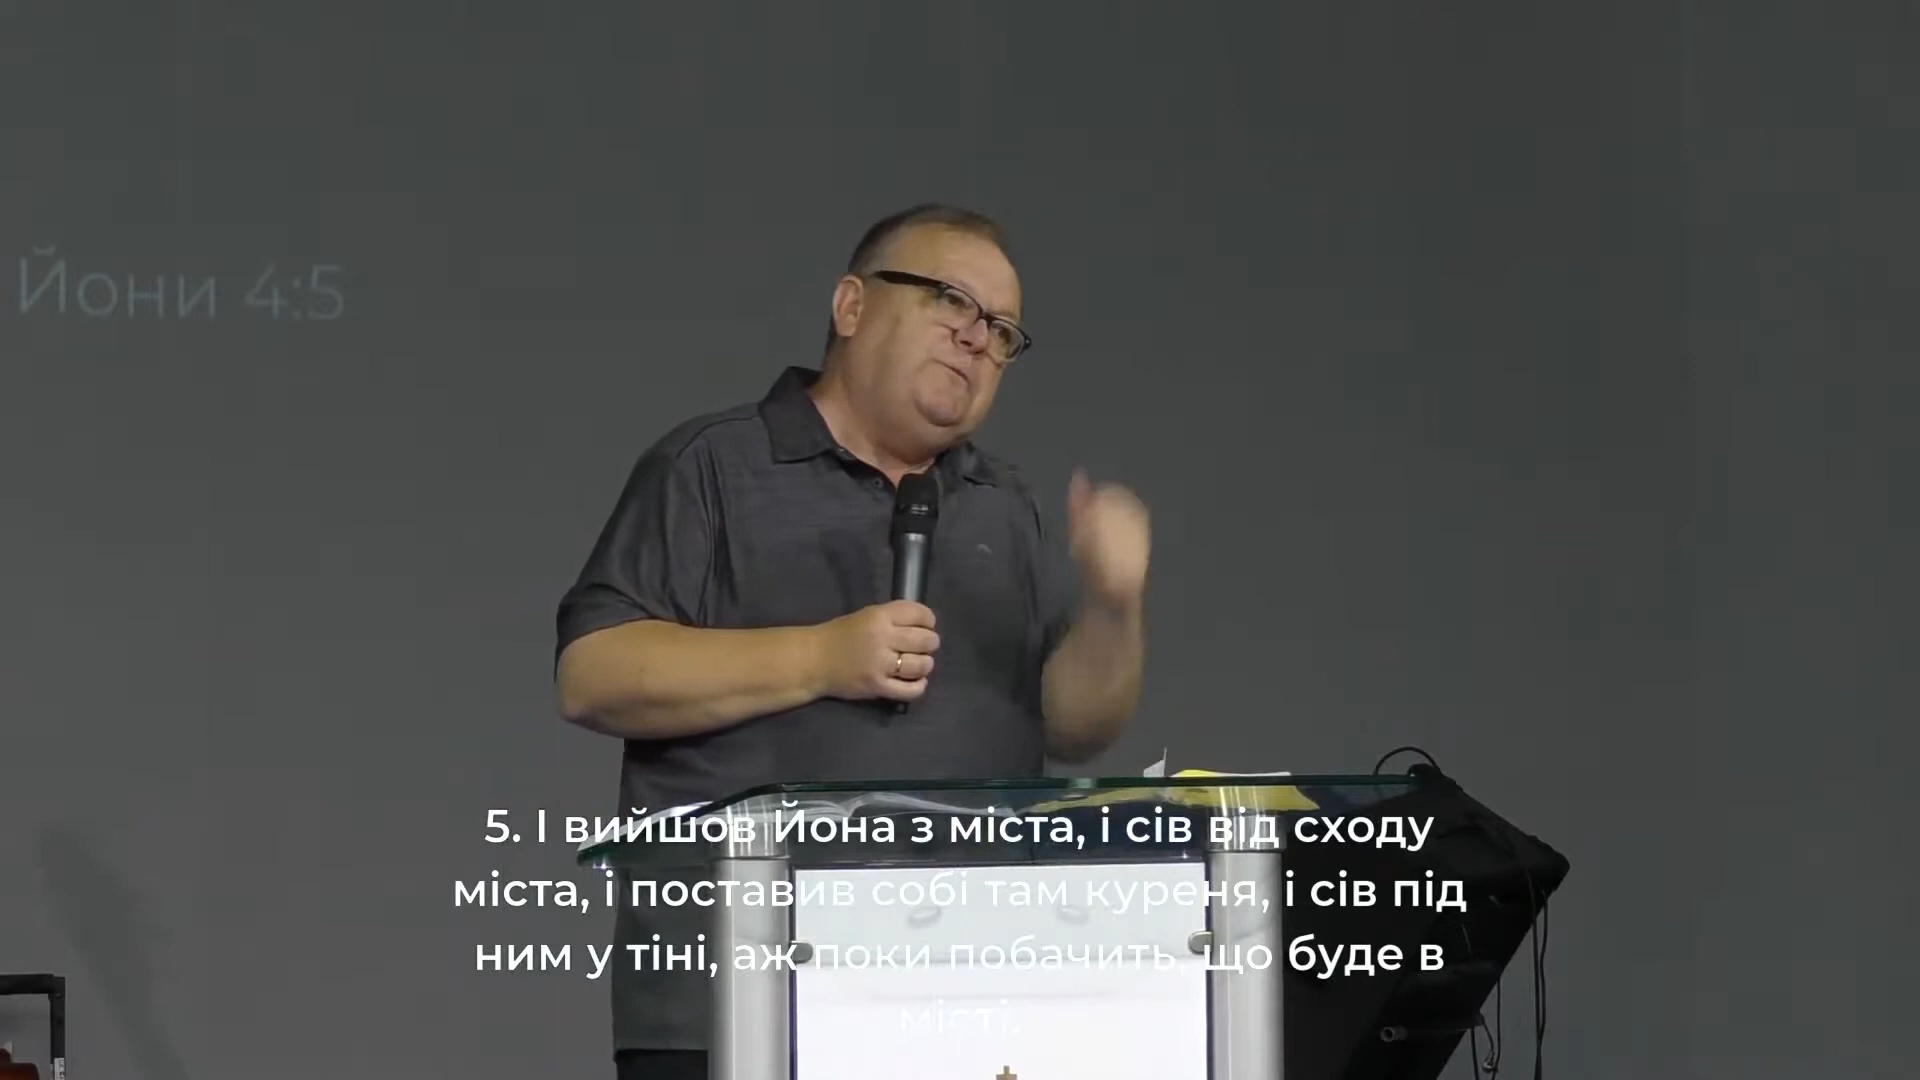 Йони 4:5
5. І вийшов Йона з міста, і сів від сходу
міста, і поставив собі там куреня, і сів під
ним у тіні, аж поки побачить, що буде в
місті.